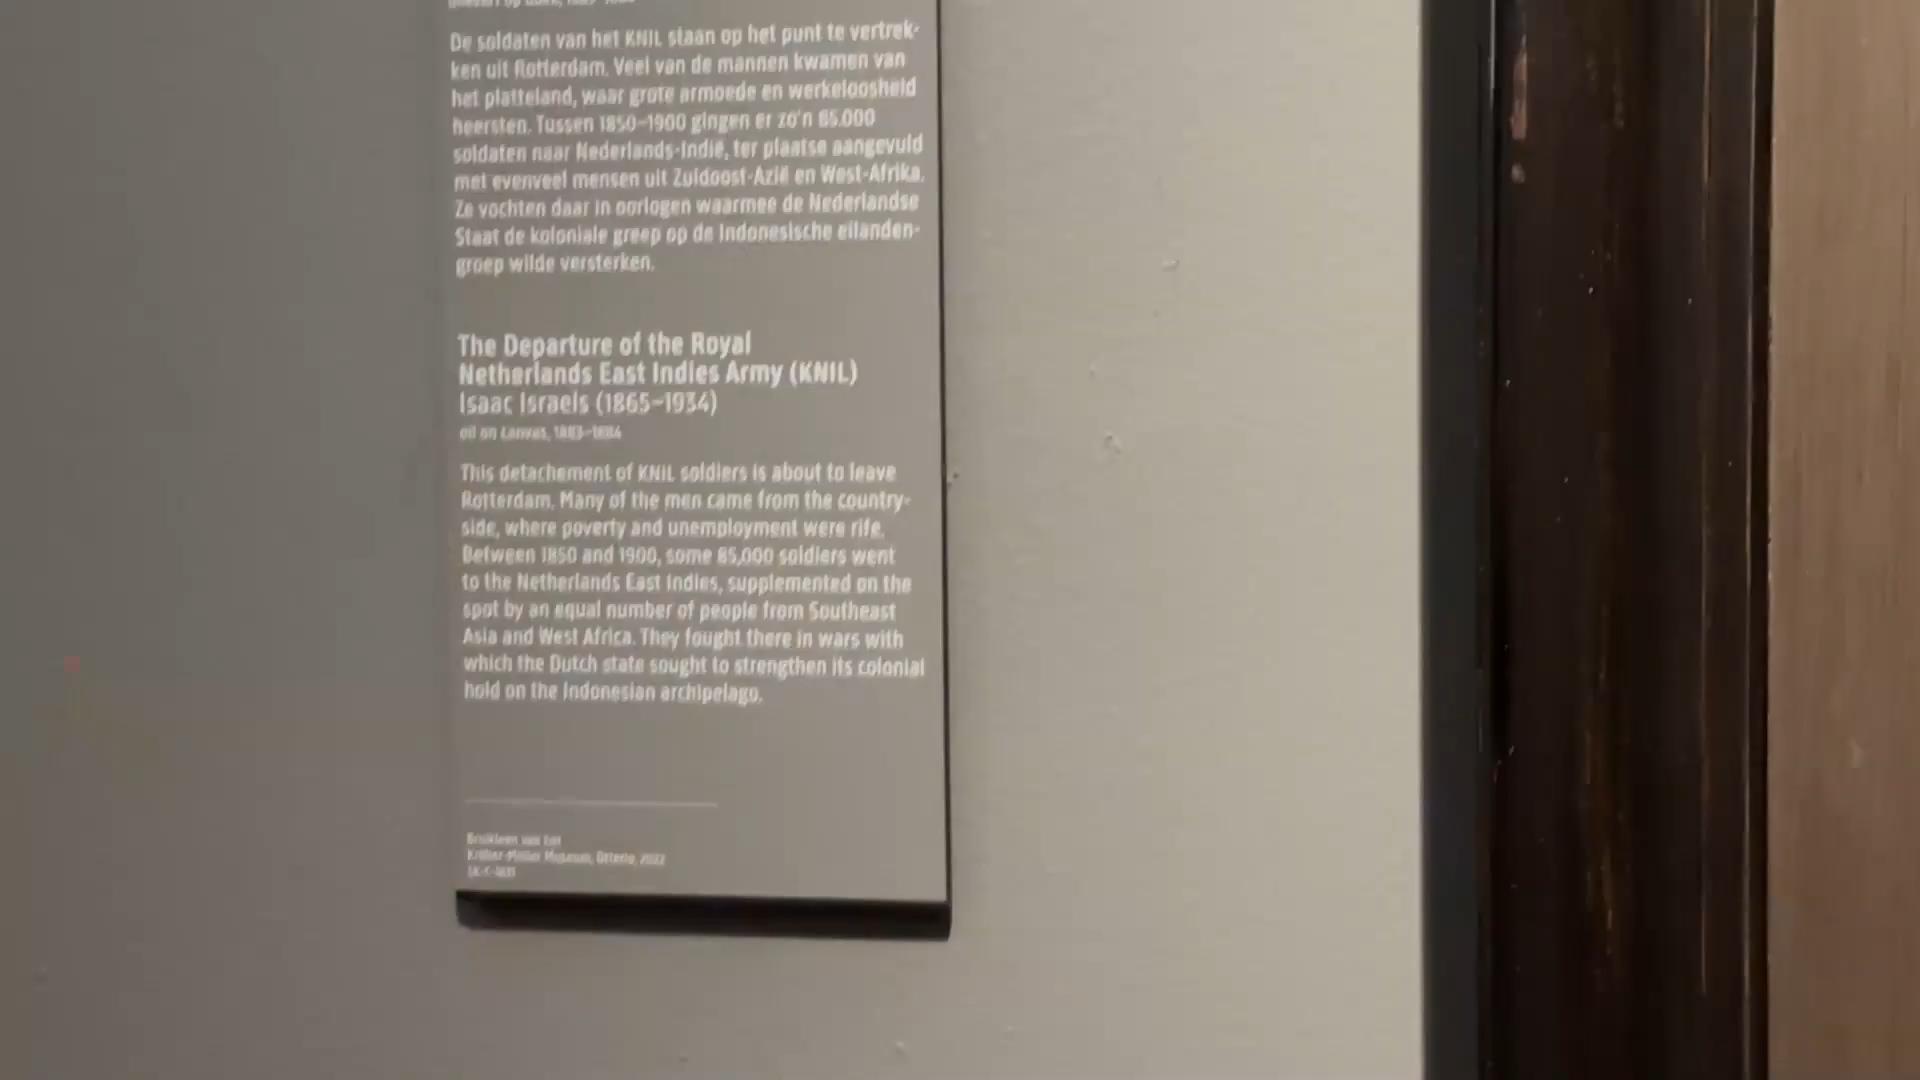 De soldaten van het KNIL staan op het punt te vertrek-
ken uit Rotterdam. Veel van de mannen kwamen van
het platteland, waar grote armoede en werkeloosheid
heersten. Tussen 1850–1900 gingen er zo'n 85.000
soldaten naar Nederlands-Indië, ter plaatse aangevuld
met evenveel mensen uit Zuidoost-Azië en West-Afrika.
Ze vochten daar in oorlogen waarmee de Nederlandse
Staat de koloniale greep op de Indonesische eilanden-
groep wilde versterken.
The Departure of the Royal
Netherlands East Indies Army (KNIL)
Isaac Israels (1865–1934)
oil on canvas, 1883–1884
This detachement of KNIL soldiers is about to leave
Rotterdam. Many of the men came from the country-
side, where poverty and unemployment were rife.
Between 1850 and 1900, some 85,000 soldiers went
to the Netherlands East Indies, supplemented on the
spot by an equal number of people from Southeast
Asia and West Africa. They fought there in wars with
which the Dutch state sought to strengthen its colonial
hold on the Indonesian archipelago.
Bruikleen van
Kröller-Müller Museum, Otterlo, 2022